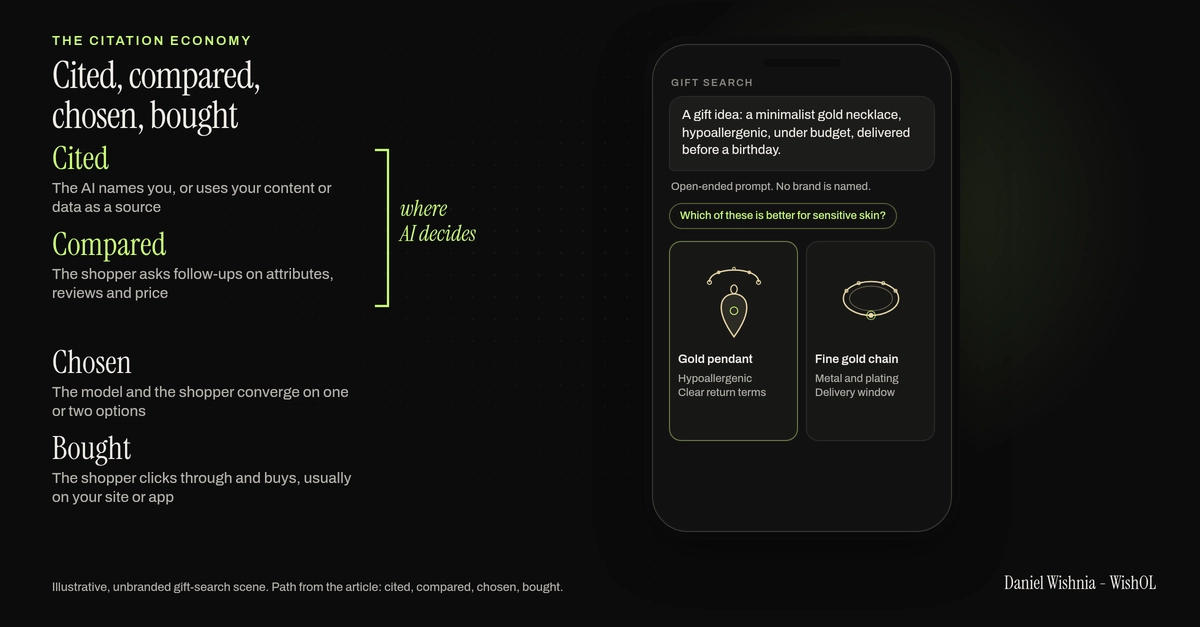 THE CITATION ECONOMY
Cited, compared,
chosen, bought
Cited
The AI names you, or uses your content or
data as a source
Compared
The shopper asks follow-ups on attributes,
reviews and price
where
AI decides
Chosen
The model and the shopper converge on one
or two options
Bought
The shopper clicks through and buys, usually
on your site or app
GIFT SEARCH
A gift idea: a minimalist gold necklace,
hypoallergenic, under budget, delivered
before a birthday.
Open-ended prompt. No brand is named.
Which of these is better for sensitive skin?
Gold pendant
Hypoallergenic
Clear return terms
Fine gold chain
Metal and plating
Delivery window
Illustrative, unbranded gift-search scene. Path from the article: cited, compared, chosen, bought.
Daniel Wishnia - WishOL